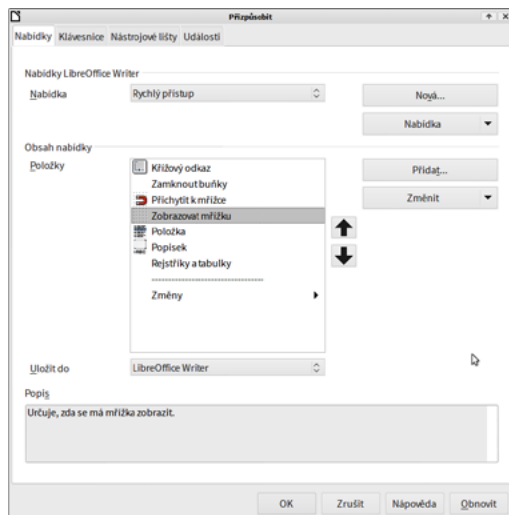 Přizpůsobit
Nabídky Klávesnice Nástrojové lišty Události
Nabídky LibreOffice Writer
Nabídka Rychlý přístup Nová...
Nabídka
Obsah nabídky
Položky Křížový odkaz Přidat...
Zamknout buňky
Přichytit k mřížce Změnit
Zobrazovat mřížku
Položka
Popisek
Rejstříky a tabulky
Změny
Uložit do LibreOffice Writer
Popis
Určuje, zda se má mřížka zobrazit.
OK Zrušit Nápověda Obnovit